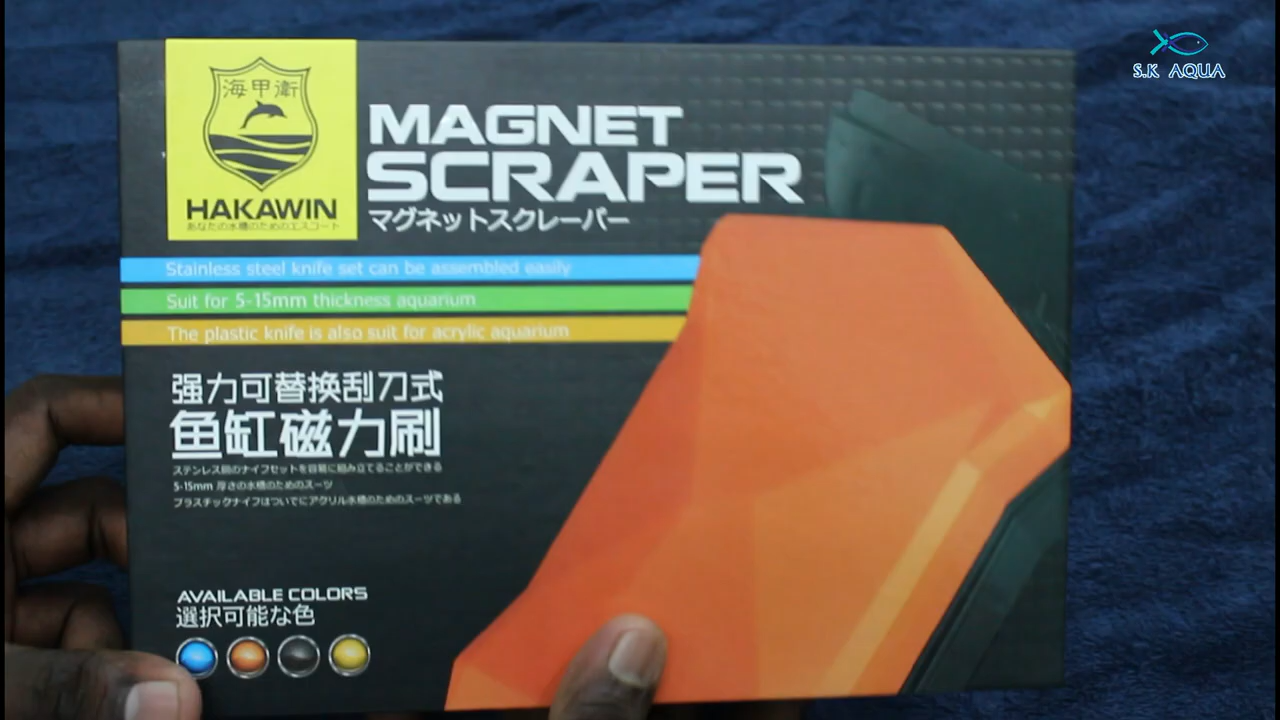 S.K AQUA
海甲衛
HAKAWIN
あなたの水槽のためのエスコート
MAGNET
SCRAPER
マグネットスクレーパー
Stainless steel knife set can be assembled easily
Suit for 5-15mm thickness aquarium
The plastic knife is also suit for acrylic aquarium
强力可替换刮刀式
鱼缸磁力刷
ステンレス鋼のナイフセットを容易に組み立てることができる
5-15mm 厚さの水槽のためのスーツ
プラスチックナイフはついでにアクリル水槽のためのスーツである
AVAILABLE COLORS
選択可能な色